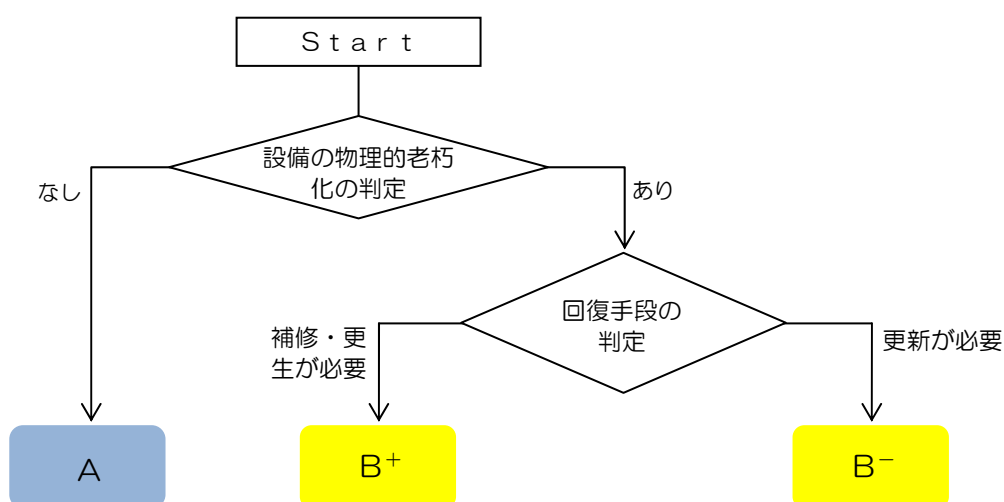 Ｓｔａｒｔ
設備の物理的老朽
化の判定
なし
あり
回復手段の
判定
補修・更
生が必要
更新が必要
A
B⁺
B⁻